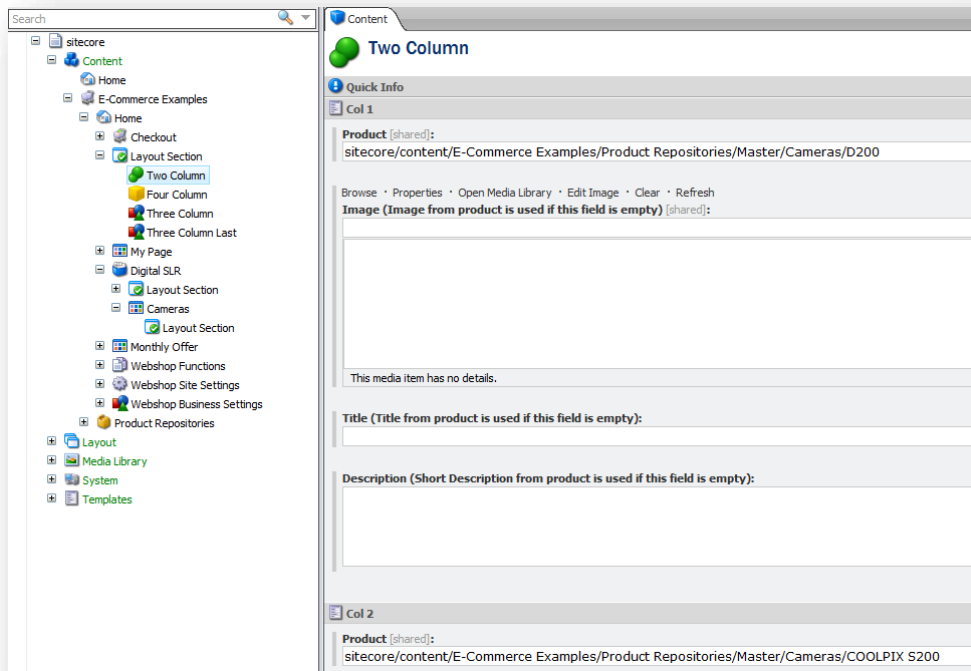 Search
sitecore
Content
Home
E-Commerce Examples
Home
Checkout
Layout Section
Two Column
Four Column
Three Column
Three Column Last
My Page
Digital SLR
Layout Section
Cameras
Layout Section
Monthly Offer
Webshop Functions
Webshop Site Settings
Webshop Business Settings
Product Repositories
Layout
Media Library
System
Templates
Content
Two Column
Quick Info
Col 1
Product [shared]:
sitecore/content/E-Commerce Examples/Product Repositories/Master/Cameras/D200
Browse · Properties · Open Media Library · Edit Image · Clear · Refresh
Image (Image from product is used if this field is empty) [shared]:
This media item has no details.
Title (Title from product is used if this field is empty):
Description (Short Description from product is used if this field is empty):
Col 2
Product [shared]:
sitecore/content/E-Commerce Examples/Product Repositories/Master/Cameras/COOLPIX S200